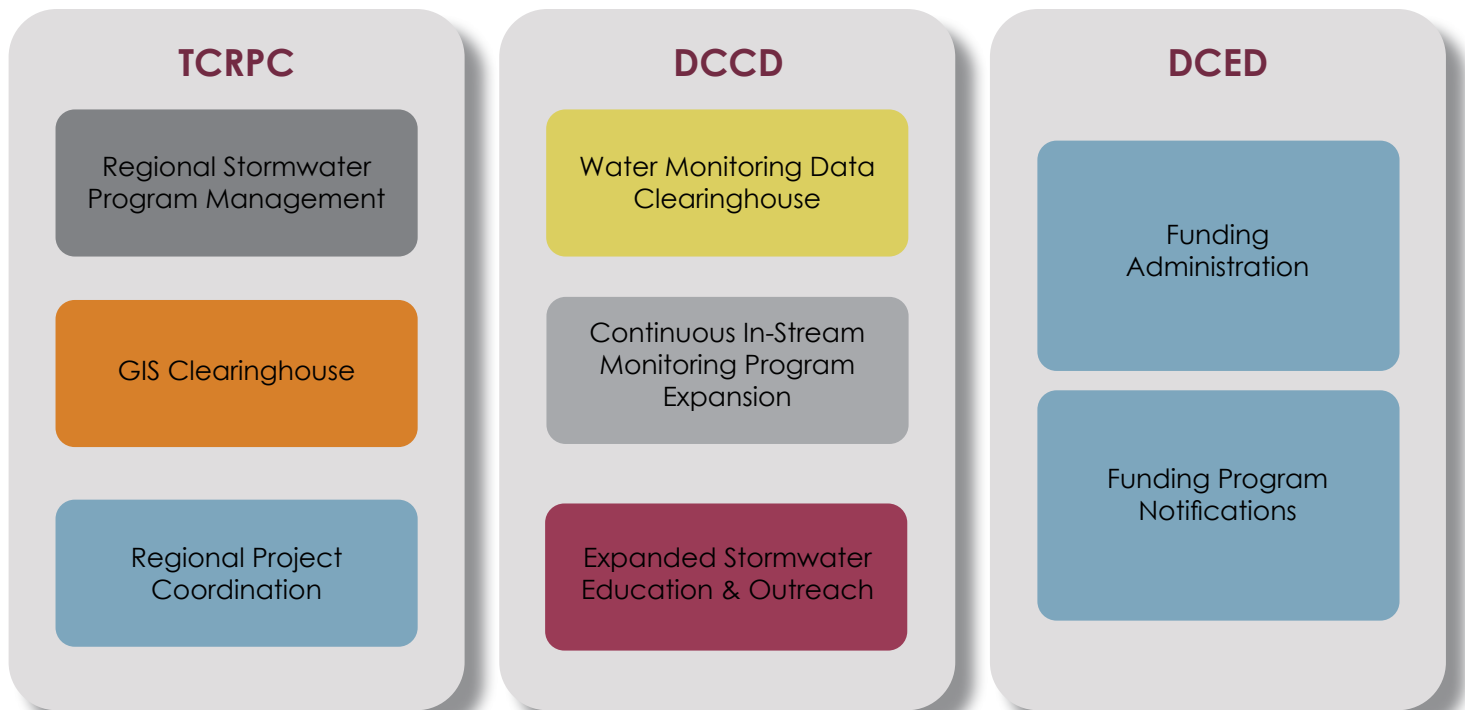 TCRPC
Regional Stormwater
Program Management
GIS Clearinghouse
Regional Project
Coordination
DCCD
Water Monitoring Data
Clearinghouse
Continuous In-Stream
Monitoring Program
Expansion
Expanded Stormwater
Education & Outreach
DCED
Funding
Administration
Funding Program
Notifications